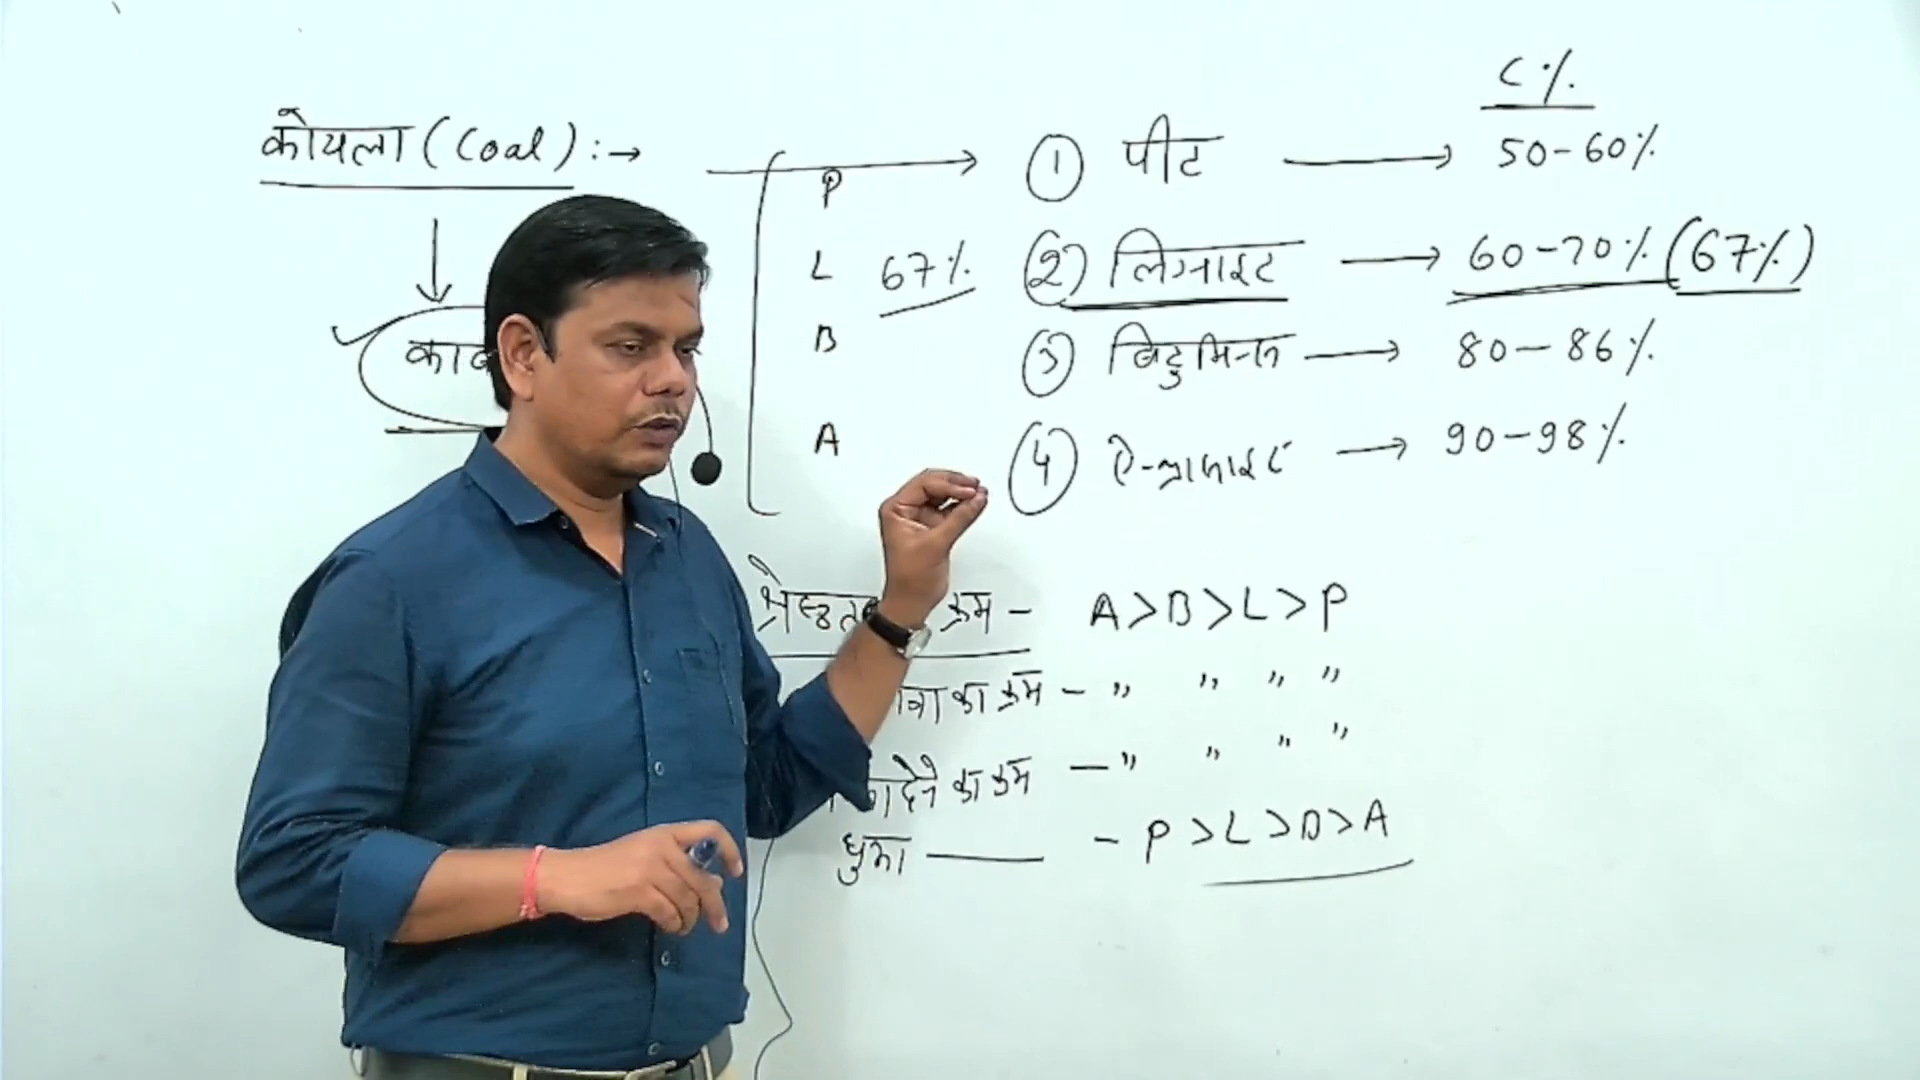 C%
कोयला (Coal) :→ → ① पीट → 50-60%
P
L 67% ② लिग्नाइट → 60-70% (67%)
B ③ बिटुमिनस → 80-86%
A ④ ऐन्थ्रासाइट → 90-98%
क्रम - A>B>L>P
का क्रम - " " " "
देने का क्रम - " " " "
धुआ - P>L>B>A